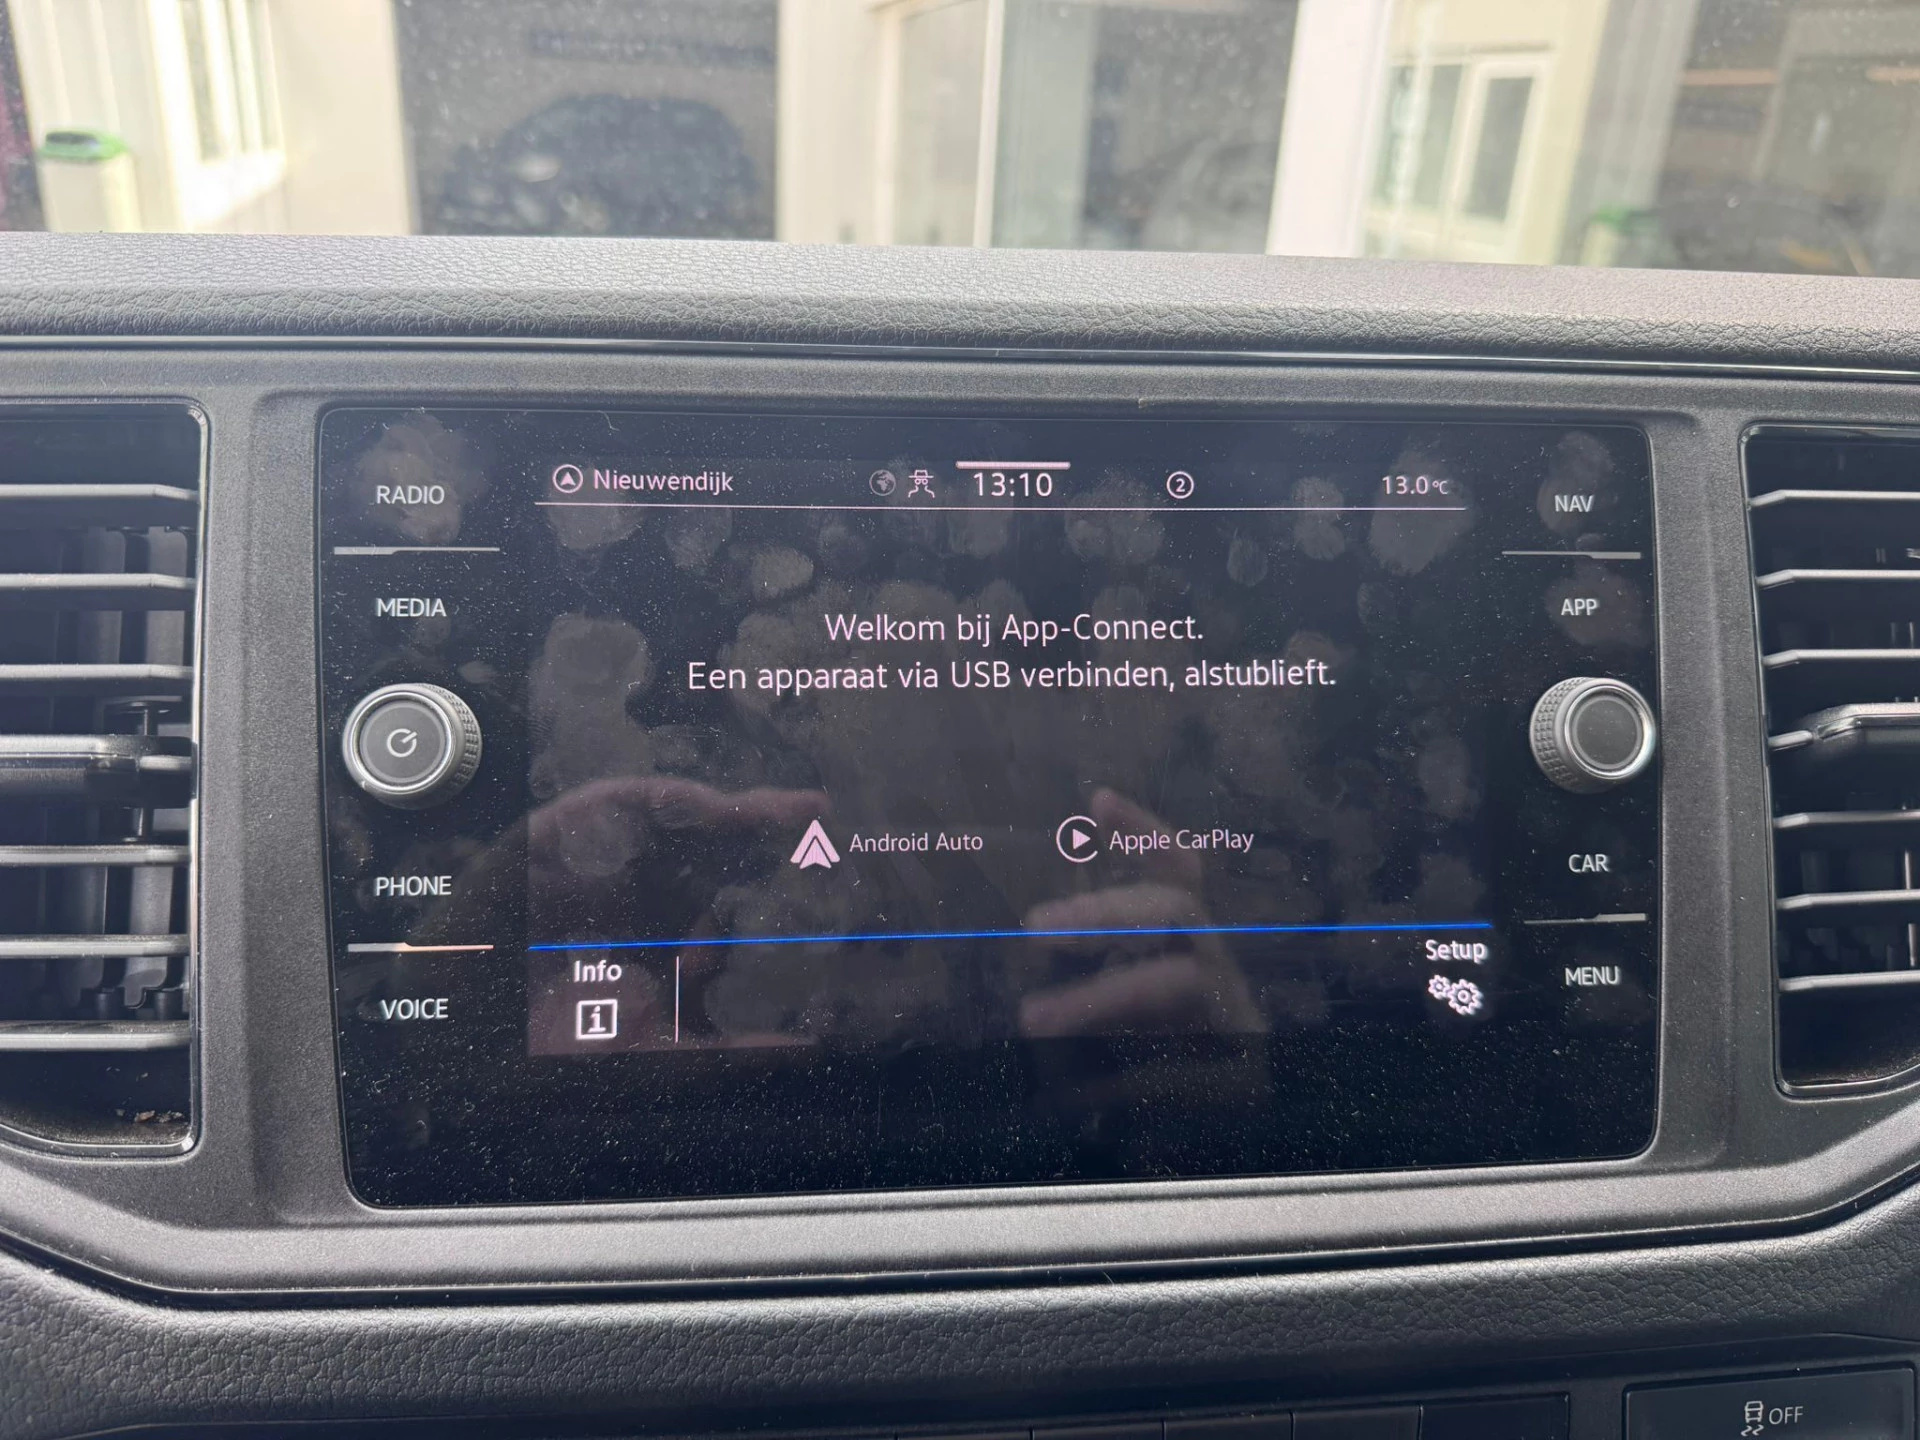 RADIO
MEDIA
PHONE
VOICE
Nieuwendijk
13:10
2
13.0°C
Welkom bij App-Connect.
Een apparaat via USB verbinden, alstublieft.
Android Auto
Apple CarPlay
Info
i
Setup
NAV
APP
CAR
MENU
OFF